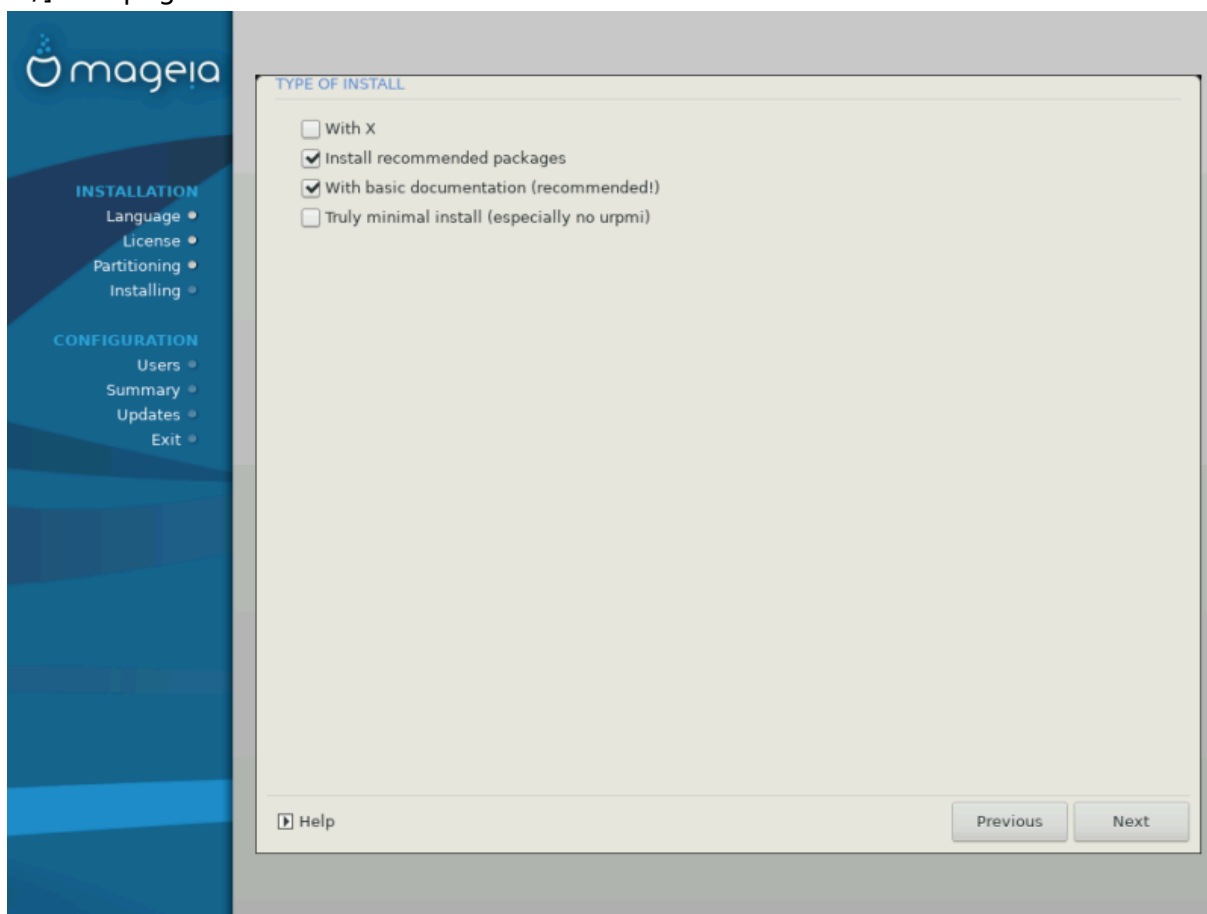 mageia
INSTALLATION
Language
License
Partitioning
Installing
CONFIGURATION
Users
Summary
Updates
Exit
TYPE OF INSTALL
With X
Install recommended packages
With basic documentation (recommended!)
Truly minimal install (especially no urpmi)
Help
Previous
Next